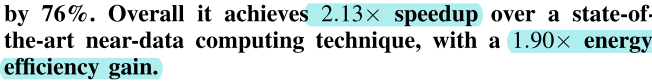 by 76%. Overall it achieves 2.13× speedup over a state-of-
the-art near-data computing technique, with a 1.90× energy
efficiency gain.